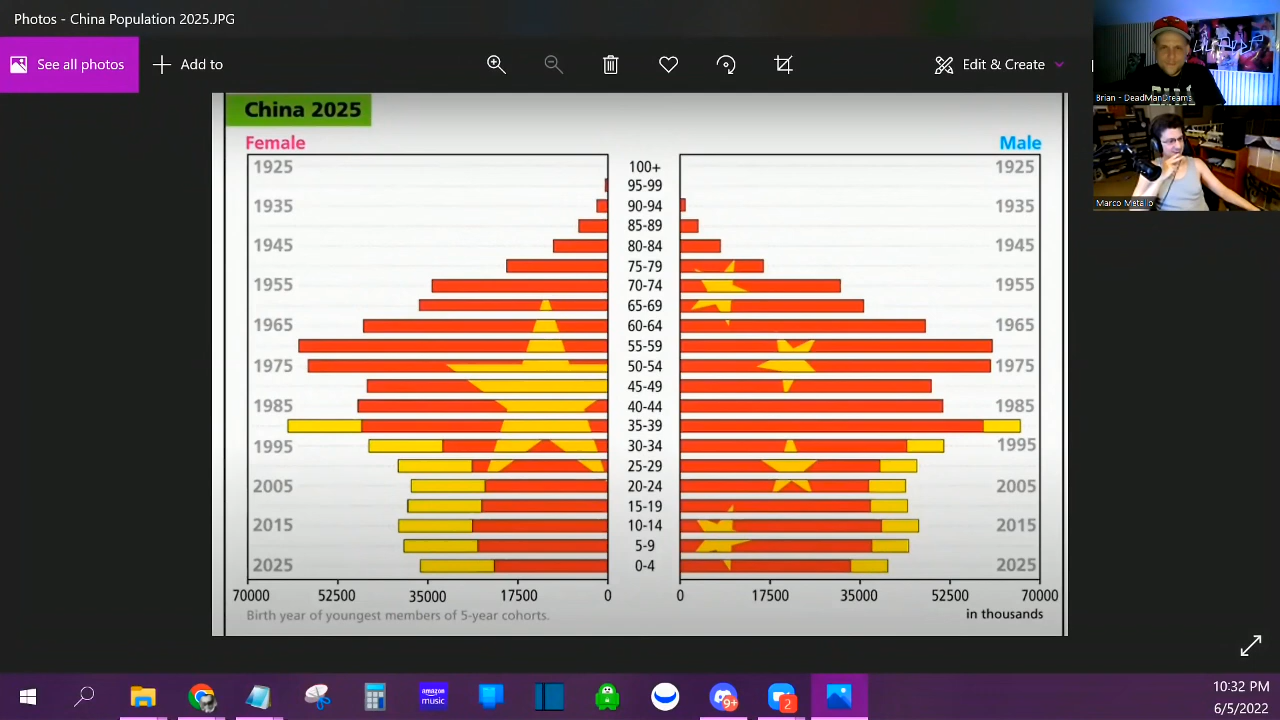 Photos - China Population 2025.JPG
See all photos
Add to
Edit & Create
Brian - DeadManDreams
Marco Metallo
China 2025
Female
Male
1925 100+ 1925
95-99
1935 90-94 1935
85-89
1945 80-84 1945
75-79
1955 70-74 1955
65-69
1965 60-64 1965
55-59
1975 50-54 1975
45-49
1985 40-44 1985
35-39
1995 30-34 1995
25-29
2005 20-24 2005
15-19
2015 10-14 2015
5-9
2025 0-4 2025
70000 52500 35000 17500 0 0 17500 35000 52500 70000
Birth year of youngest members of 5-year cohorts.
in thousands
amazon
music
9+
2
10:32 PM
6/5/2022